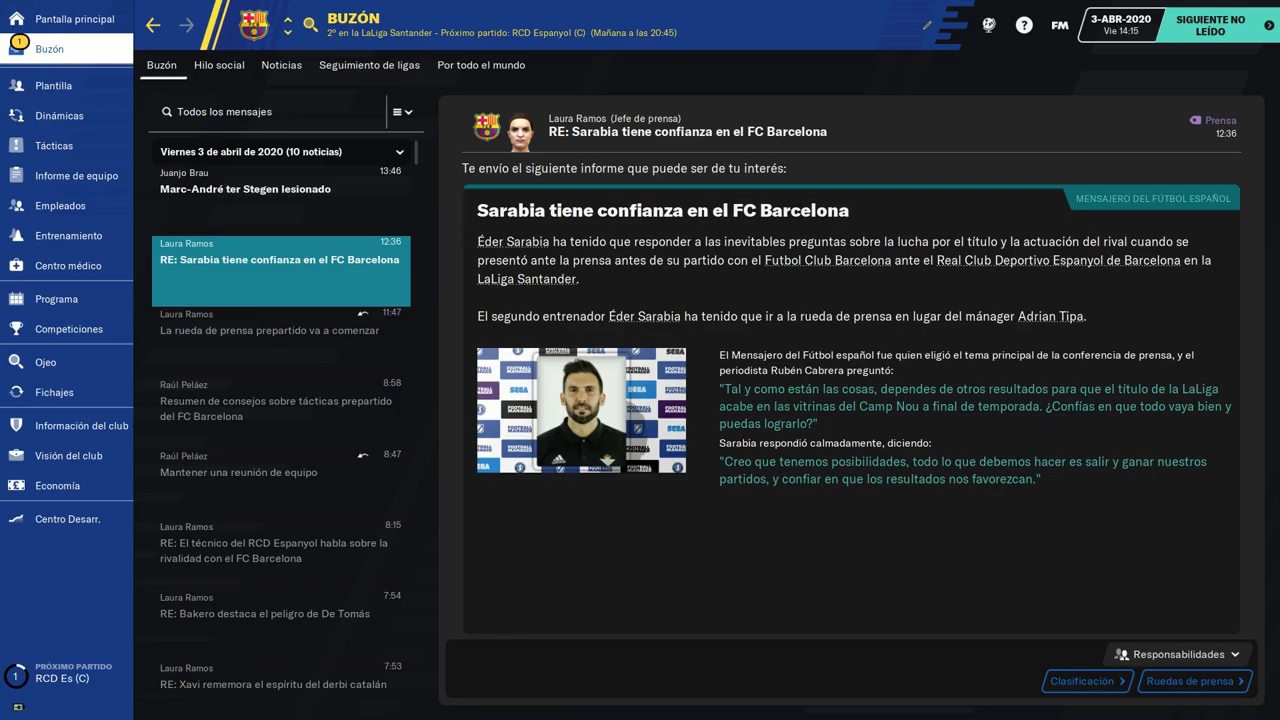 Pantalla principal
1
Buzón
Plantilla
Dinámicas
Tácticas
Informe de equipo
Empleados
Entrenamiento
Centro médico
Programa
Competiciones
Ojeo
Fichajes
Información del club
Visión del club
Economía
Centro Desarr.
1
PRÓXIMO PARTIDO
RCD Es (C)
BUZÓN
2º en la LaLiga Santander - Próximo partido: RCD Espanyol (C) (Mañana a las 20:45)
?
FM
3-ABR-2020
Vie 14:15
SIGUIENTE NO
LEÍDO
Buzón
Hilo social
Noticias
Seguimiento de ligas
Por todo el mundo
Todos los mensajes
Viernes 3 de abril de 2020 (10 noticias)
Juanjo Brau 13:46
Marc-André ter Stegen lesionado
Laura Ramos 12:36
RE: Sarabia tiene confianza en el FC Barcelona
Laura Ramos 11:47
La rueda de prensa prepartido va a comenzar
Raúl Peláez 8:58
Resumen de consejos sobre tácticas prepartido
del FC Barcelona
Raúl Peláez 8:47
Mantener una reunión de equipo
Laura Ramos 8:15
RE: El técnico del RCD Espanyol habla sobre la
rivalidad con el FC Barcelona
Laura Ramos 7:54
RE: Bakero destaca el peligro de De Tomás
Laura Ramos 7:53
RE: Xavi rememora el espíritu del derbi catalán
Laura Ramos (Jefe de prensa)
RE: Sarabia tiene confianza en el FC Barcelona
Prensa
12:36
Te envío el siguiente informe que puede ser de tu interés:
MENSAJERO DEL FÚTBOL ESPAÑOL
Sarabia tiene confianza en el FC Barcelona
Éder Sarabia ha tenido que responder a las inevitables preguntas sobre la lucha por el título y la actuación del rival cuando se
presentó ante la prensa antes de su partido con el Futbol Club Barcelona ante el Real Club Deportivo Espanyol de Barcelona en la
LaLiga Santander.
El segundo entrenador Éder Sarabia ha tenido que ir a la rueda de prensa en lugar del mánager Adrian Tipa.
FOOTBALL MANAGER
SEGA
El Mensajero del Fútbol español fue quien eligió el tema principal de la conferencia de prensa, y el
periodista Rubén Cabrera preguntó:
"Tal y como están las cosas, dependes de otros resultados para que el título de la LaLiga
acabe en las vitrinas del Camp Nou a final de temporada. ¿Confías en que todo vaya bien y
puedas lograrlo?"
Sarabia respondió calmadamente, diciendo:
"Creo que tenemos posibilidades, todo lo que debemos hacer es salir y ganar nuestros
partidos, y confiar en que los resultados nos favorezcan."
Responsabilidades
Clasificación
Ruedas de prensa